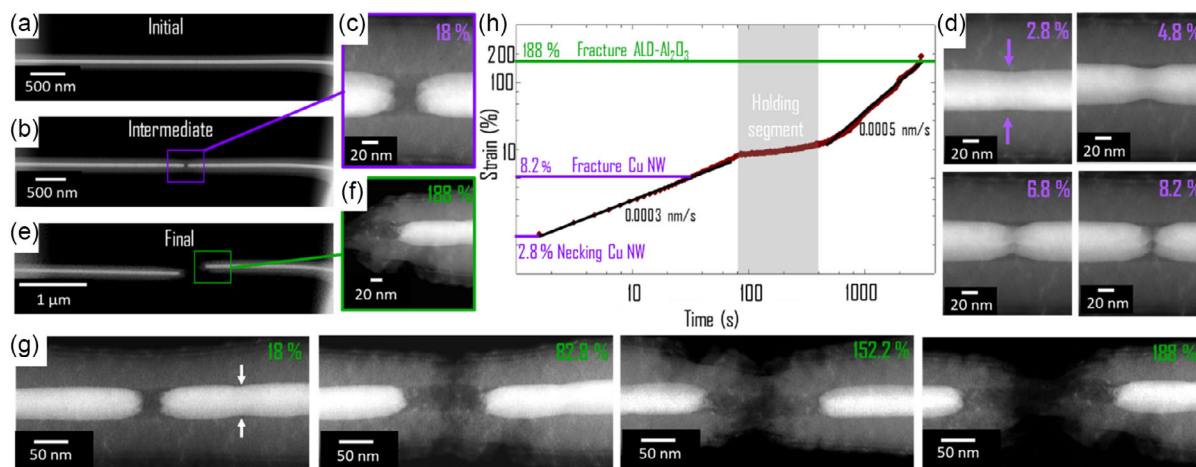 (a)
Initial
500 nm
(b)
Intermediate
500 nm
(e)
Final
1 µm
(c)
18 %
20 nm
(f)
188%
20 nm
(h)
188 % Fracture ALD-Al₂O₃
200
100
10
Strain (%)
Holding
segment
0.0005 nm/s
8.2 % Fracture Cu NW
0.0003 nm/s
2.8 % Necking Cu NW
10
100
1000
Time (s)
(d)
2.8 %
20 nm
4.8%
20 nm
6.8 %
20 nm
8.2 %
20 nm
(g)
18 %
50 nm
82.8 %
50 nm
152.2 %
50 nm
188 %
50 nm